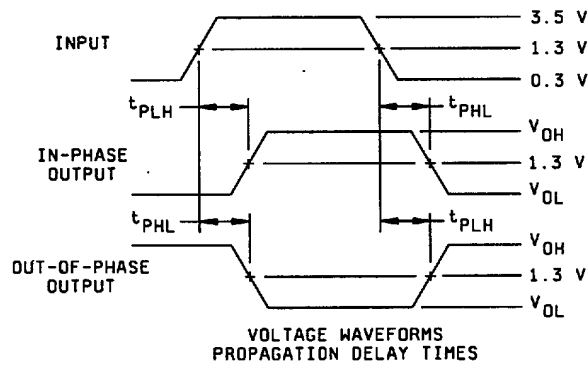 3.5 V
INPUT
1.3 V
0.3 V
tPLH
tPHL
VOH
IN-PHASE
OUTPUT
1.3 V
VOL
tPHL
tPLH
VOH
OUT-OF-PHASE
OUTPUT
1.3 V
VOL
VOLTAGE WAVEFORMS
PROPAGATION DELAY TIMES